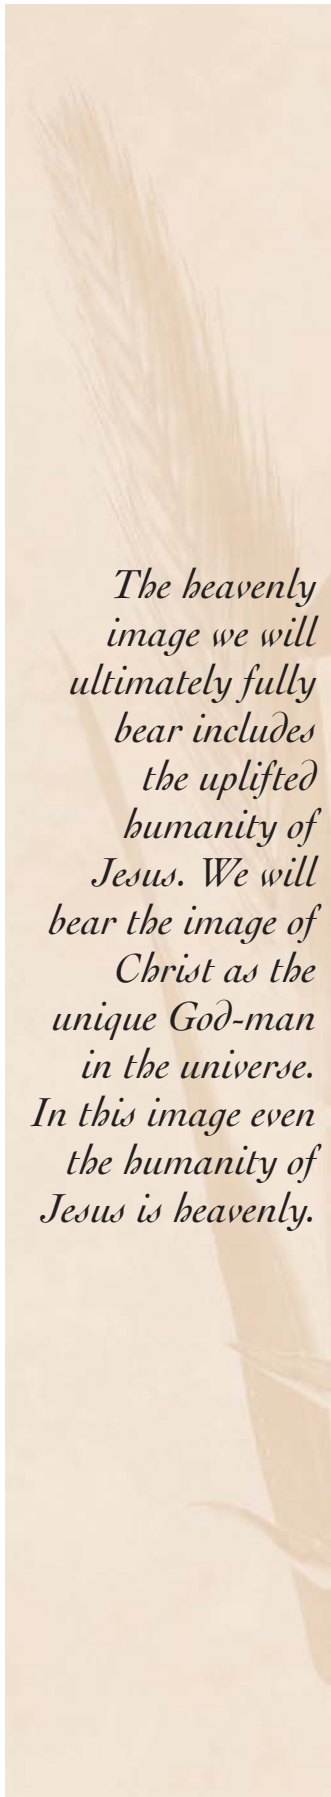 The heavenly
image we will
ultimately fully
bear includes
the uplifted
humanity of
Jesus. We will
bear the image of
Christ as the
unique God-man
in the universe.
In this image even
the humanity of
Jesus is heavenly.